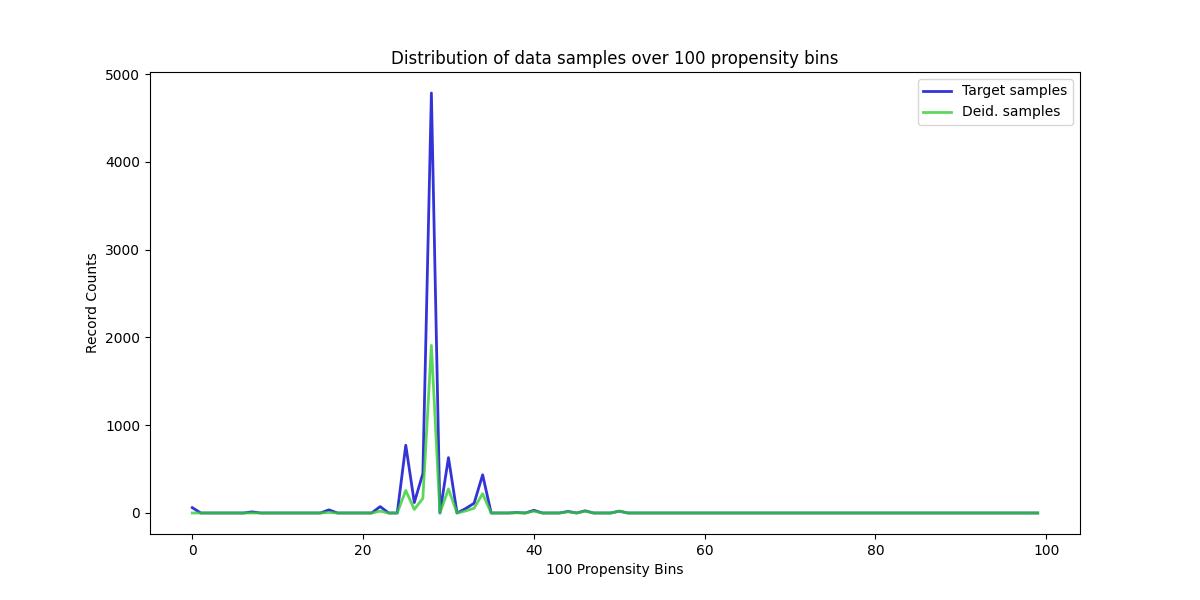 Distribution of data samples over 100 propensity bins
Target samples
Deid. samples
5000
4000
3000
2000
1000
0
Record Counts
0 20 40 60 80 100
100 Propensity Bins